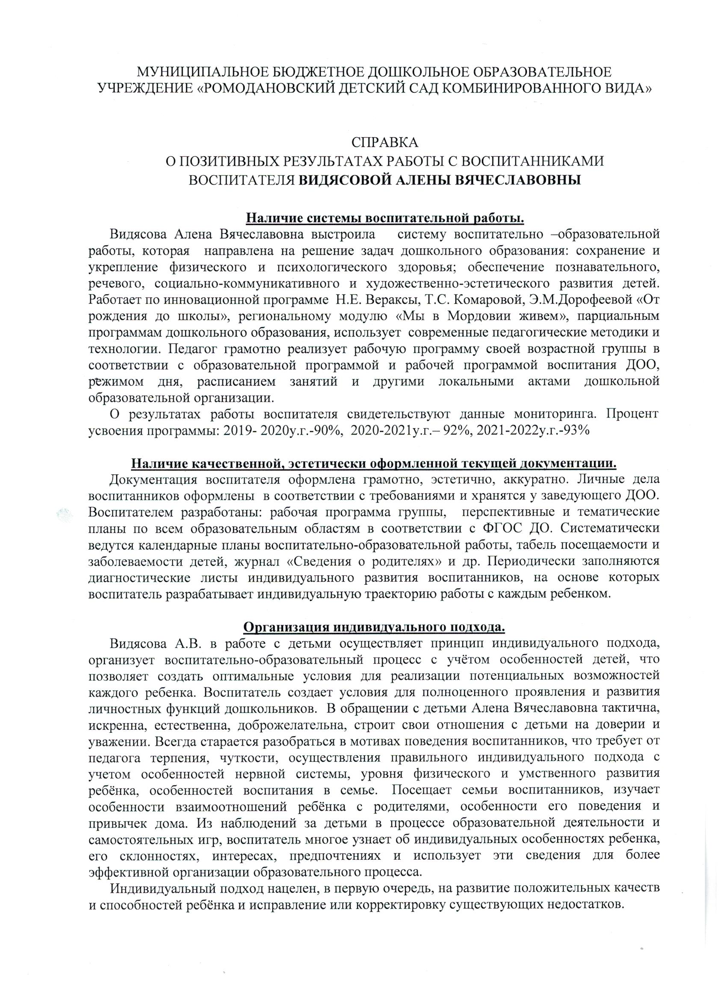 МУНИЦИПАЛЬНОЕ БЮДЖЕТНОЕ ДОШКОЛЬНОЕ ОБРАЗОВАТЕЛЬНОЕ
УЧРЕЖДЕНИЕ «РОМОДАНОВСКИЙ ДЕТСКИЙ САД КОМБИНИРОВАННОГО ВИДА»
СПРАВКА
О ПОЗИТИВНЫХ РЕЗУЛЬТАТАХ РАБОТЫ С ВОСПИТАННИКАМИ
ВОСПИТАТЕЛЯ ВИДЯСОВОЙ АЛЕНЫ ВЯЧЕСЛАВОВНЫ
Наличие системы воспитательной работы.
Видясова Алена Вячеславовна выстроила систему воспитательно –образовательной
работы, которая направлена на решение задач дошкольного образования: сохранение и
укрепление физического и психологического здоровья; обеспечение познавательного,
речевого, социально-коммуникативного и художественно-эстетического развития детей.
Работает по инновационной программе Н.Е. Вераксы, Т.С. Комаровой, Э.М.Дорофеевой «От
рождения до школы», региональному модулю «Мы в Мордовии живем», парциальным
программам дошкольного образования, использует современные педагогические методики и
технологии. Педагог грамотно реализует рабочую программу своей возрастной группы в
соответствии с образовательной программой и рабочей программой воспитания ДОО,
режимом дня, расписанием занятий и другими локальными актами дошкольной
образовательной организации.
О результатах работы воспитателя свидетельствуют данные мониторинга. Процент
усвоения программы: 2019- 2020у.г.-90%, 2020-2021у.г.– 92%, 2021-2022у.г.-93%
Наличие качественной, эстетически оформленной текущей документации.
Документация воспитателя оформлена грамотно, эстетично, аккуратно. Личные дела
воспитанников оформлены в соответствии с требованиями и хранятся у заведующего ДОО.
Воспитателем разработаны: рабочая программа группы, перспективные и тематические
планы по всем образовательным областям в соответствии с ФГОС ДО. Систематически
ведутся календарные планы воспитательно-образовательной работы, табель посещаемости и
заболеваемости детей, журнал «Сведения о родителях» и др. Периодически заполняются
диагностические листы индивидуального развития воспитанников, на основе которых
воспитатель разрабатывает индивидуальную траекторию работы с каждым ребенком.
Организация индивидуального подхода.
Видясова А.В. в работе с детьми осуществляет принцип индивидуального подхода,
организует воспитательно-образовательный процесс с учётом особенностей детей, что
позволяет создать оптимальные условия для реализации потенциальных возможностей
каждого ребенка. Воспитатель создает условия для полноценного проявления и развития
личностных функций дошкольников. В обращении с детьми Алена Вячеславовна тактична,
искренна, естественна, доброжелательна, строит свои отношения с детьми на доверии и
уважении. Всегда старается разобраться в мотивах поведения воспитанников, что требует от
педагога терпения, чуткости, осуществления правильного индивидуального подхода с
учетом особенностей нервной системы, уровня физического и умственного развития
ребёнка, особенностей воспитания в семье. Посещает семьи воспитанников, изучает
особенности взаимоотношений ребёнка с родителями, особенности его поведения и
привычек дома. Из наблюдений за детьми в процессе образовательной деятельности и
самостоятельных игр, воспитатель многое узнает об индивидуальных особенностях ребенка,
его склонностях, интересах, предпочтениях и использует эти сведения для более
эффективной организации образовательного процесса.
Индивидуальный подход нацелен, в первую очередь, на развитие положительных качеств
и способностей ребёнка и исправление или корректировку существующих недостатков.